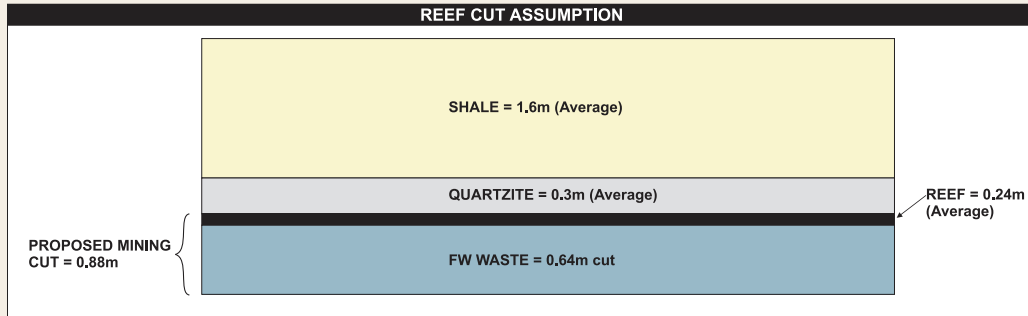 REEF CUT ASSUMPTION
SHALE = 1.6m (Average)
QUARTZITE = 0.3m (Average)
REEF = 0.24m
(Average)
PROPOSED MINING
CUT = 0.88m
FW WASTE = 0.64m cut